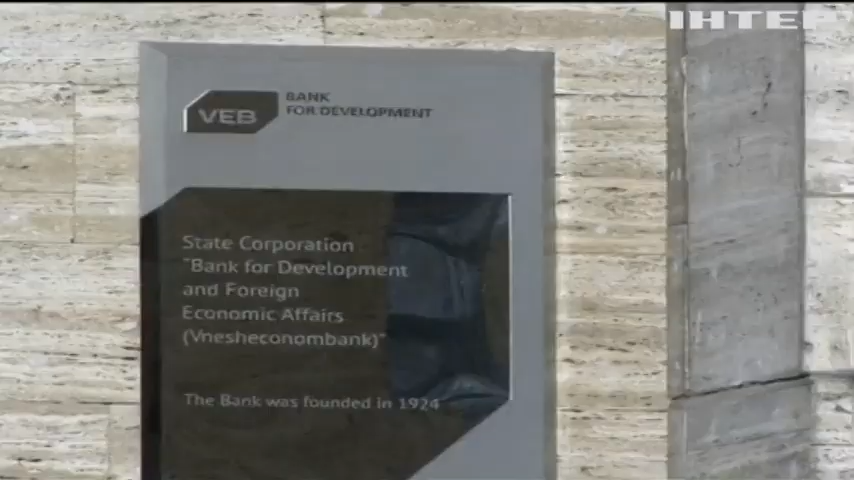 ІНТЕР
VEB
BANK
FOR DEVELOPMENT
State Corporation
"Bank for Development
and Foreign
Economic Affairs
(Vnesheconombank)"
The Bank was founded in 1924